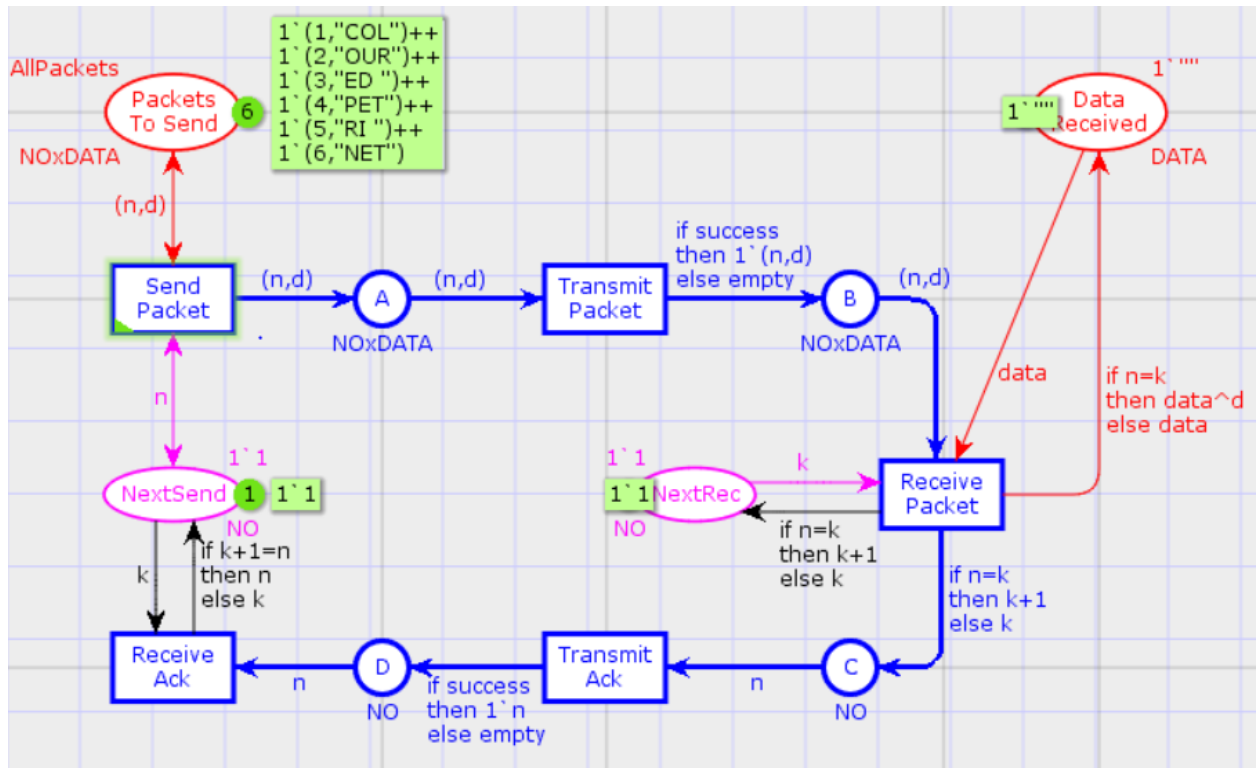 1`(1,"COL")++
1`(2,"OUR")++
1`(3,"ED ")++
1`(4,"PET")++
1`(5,"RI ")++
1`(6,"NET")
AllPackets
Packets
To Send
6
NOxDATA
1`""
1`""
Data
Received
DATA
(n,d)
if success
then 1`(n,d)
else empty
Send
Packet
(n,d)
A
(n,d)
Transmit
Packet
B
(n,d)
NOxDATA
NOxDATA
n
data
if n=k
then data^d
else data
1`1
NextSend
1
1`1
NO
1`1
1`1
NextRec
NO
k
Receive
Packet
if n=k
then k+1
else k
k
if k+1=n
then n
else k
if n=k
then k+1
else k
Receive
Ack
n
D
NO
if success
then 1`n
else empty
Transmit
Ack
n
C
NO